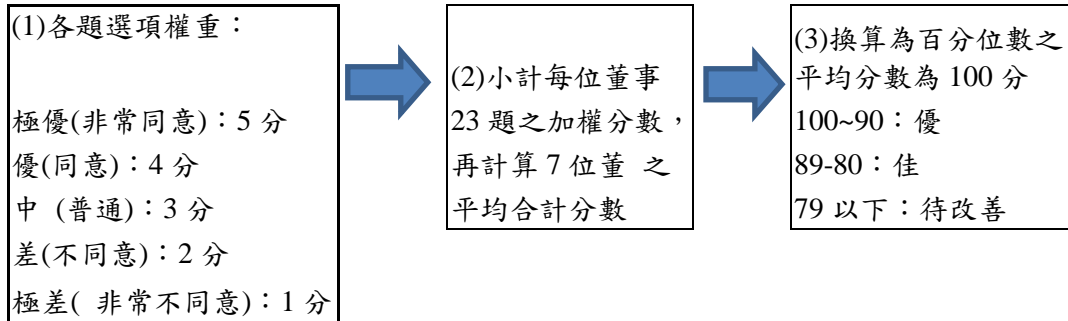 (1)各題選項權重：
極優(非常同意)：5 分
優(同意)：4 分
中 (普通)：3 分
差(不同意)：2 分
極差( 非常不同意)：1 分
(2)小計每位董事
23 題之加權分數，
再計算 7 位董 之
平均合計分數
(3)換算為百分位數之
平均分數為 100 分
100~90：優
89-80：佳
79 以下：待改善